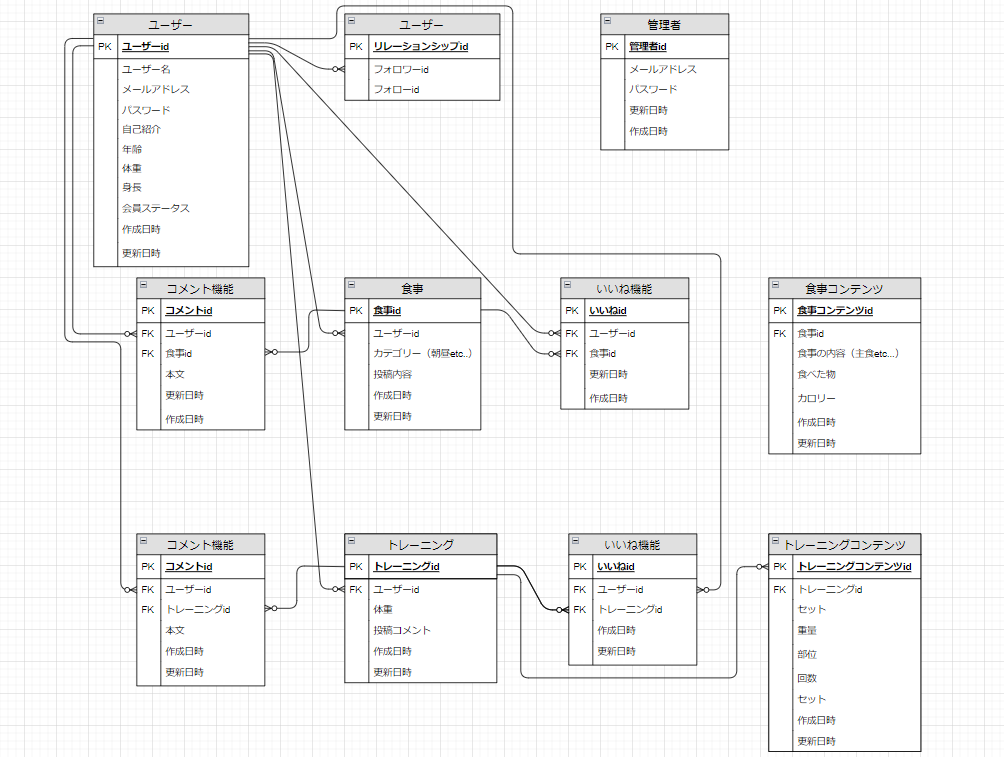 ユーザー
PK ユーザーid
ユーザー名
メールアドレス
パスワード
自己紹介
年齢
体重
身長
会員ステータス
作成日時
更新日時
ユーザー
PK リレーションシップid
フォロワーid
フォローid
管理者
PK 管理者id
メールアドレス
パスワード
更新日時
作成日時
コメント機能
PK コメントid
FK ユーザーid
FK 食事id
本文
更新日時
作成日時
食事
PK 食事id
ユーザーid
カテゴリー（朝昼etc..）
投稿内容
作成日時
更新日時
いいね機能
PK いいねid
FK ユーザーid
FK 食事id
更新日時
作成日時
食事コンテンツ
PK 食事コンテンツid
FK 食事id
食事の内容（主食etc...）
食べた物
カロリー
作成日時
更新日時
コメント機能
PK コメントid
FK ユーザーid
FK トレーニングid
本文
作成日時
更新日時
トレーニング
PK トレーニングid
FK ユーザーid
体重
投稿コメント
作成日時
更新日時
いいね機能
PK いいねid
FK ユーザーid
FK トレーニングid
作成日時
更新日時
トレーニングコンテンツ
PK トレーニングコンテンツid
FK トレーニングid
セット
重量
部位
回数
セット
作成日時
更新日時